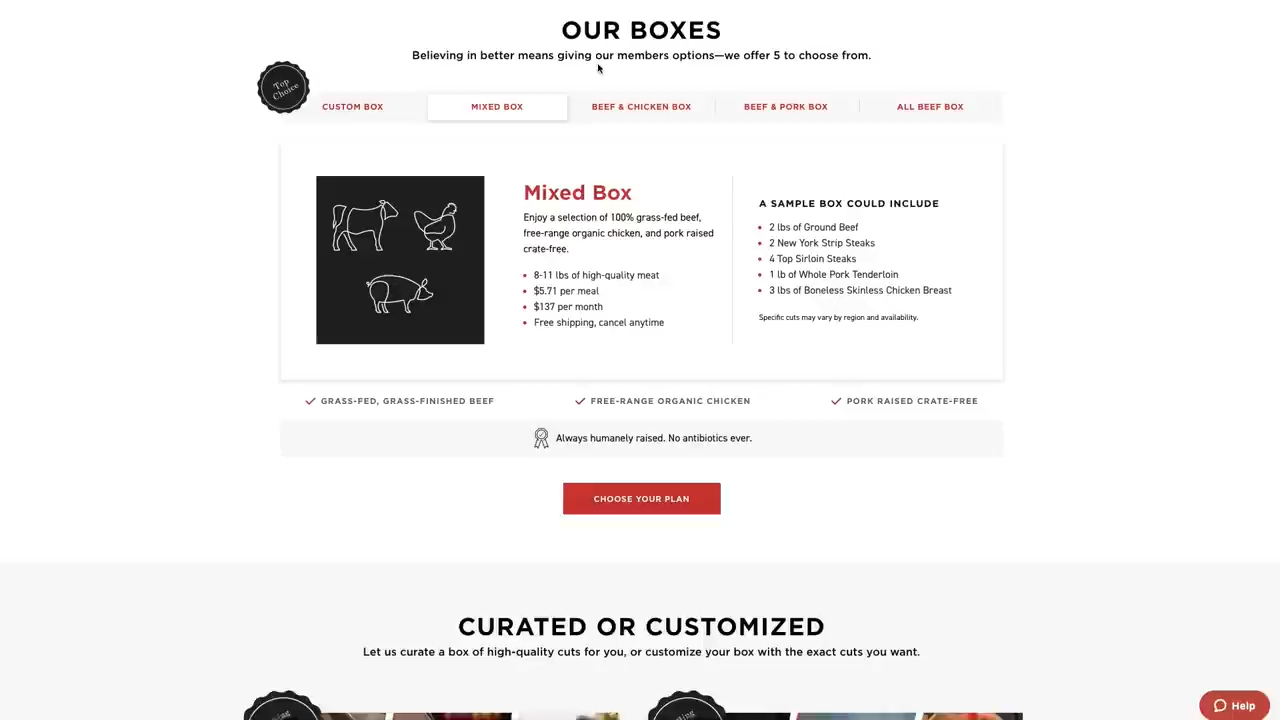 OUR BOXES
Believing in better means giving our members options—we offer 5 to choose from.
Top
Choice
CUSTOM BOX
MIXED BOX
BEEF & CHICKEN BOX
BEEF & PORK BOX
ALL BEEF BOX
Mixed Box
Enjoy a selection of 100% grass-fed beef,
free-range organic chicken, and pork raised
crate-free.
8-11 lbs of high-quality meat
$5.71 per meal
$137 per month
Free shipping, cancel anytime
A SAMPLE BOX COULD INCLUDE
2 lbs of Ground Beef
2 New York Strip Steaks
4 Top Sirloin Steaks
1 lb of Whole Pork Tenderloin
3 lbs of Boneless Skinless Chicken Breast
Specific cuts may vary by region and availability.
GRASS-FED, GRASS-FINISHED BEEF
FREE-RANGE ORGANIC CHICKEN
PORK RAISED CRATE-FREE
Always humanely raised. No antibiotics ever.
CHOOSE YOUR PLAN
CURATED OR CUSTOMIZED
Let us curate a box of high-quality cuts for you, or customize your box with the exact cuts you want.
Help